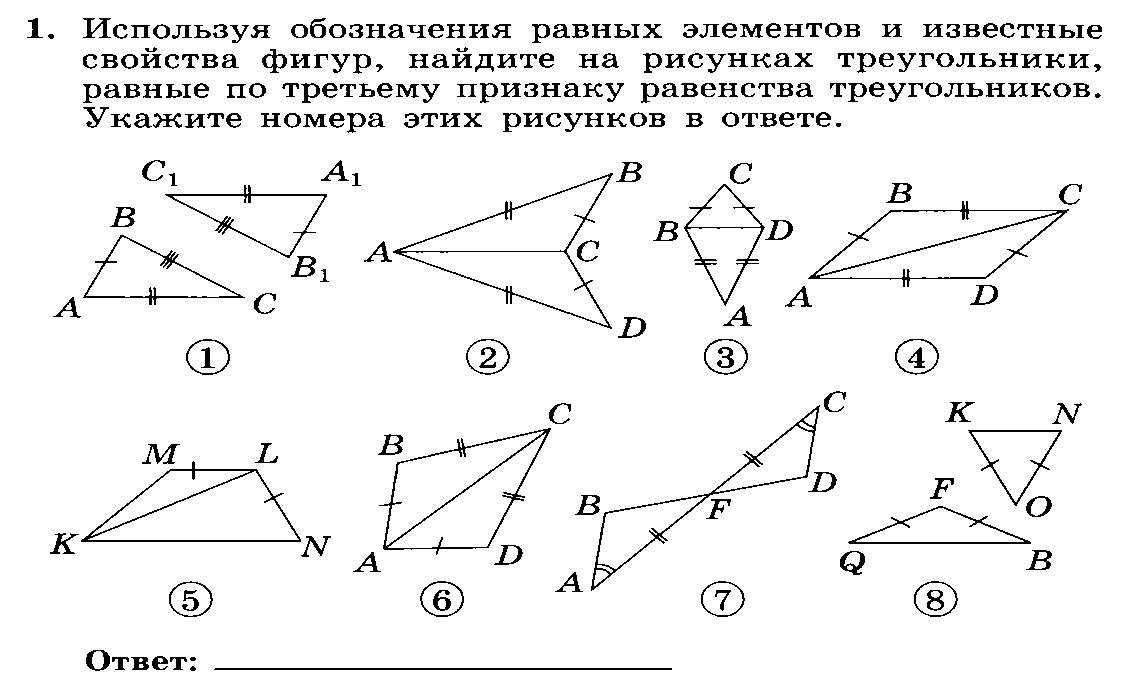 1. Используя обозначения равных элементов и известные
свойства фигур, найдите на рисунках треугольники,
равные по третьему признаку равенства треугольников.
Укажите номера этих рисунков в ответе.
C₁ A₁
B
B₁
A C
1
B
A C
D
2
C
B D
A
3
B C
A D
4
M L
K N
5
C
B
A D
6
C
B F D
A
7
K N
F O
Q B
8
Ответ: